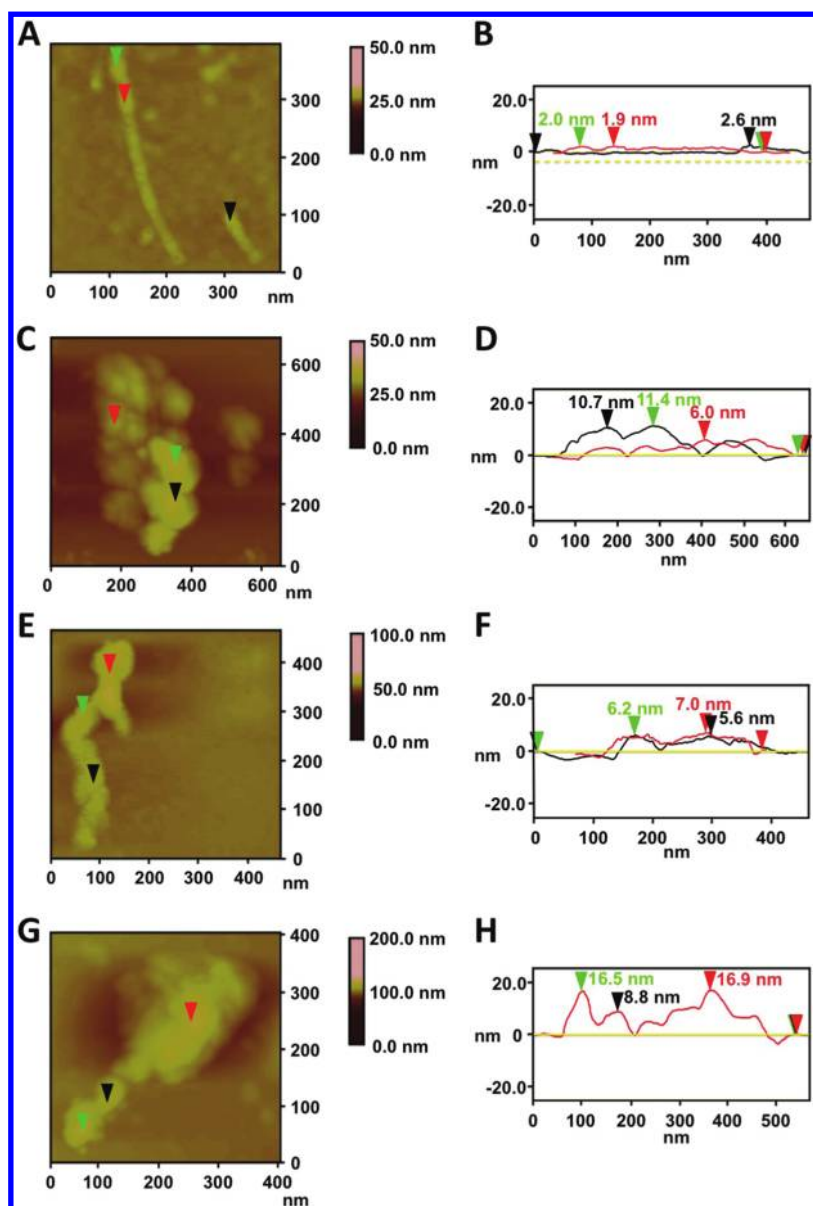 A
50.0 nm
25.0 nm
0.0 nm
300
200
100
0
0 100 200 300
nm
B
20.0
nm 0
-20.0
2.0 nm 1.9 nm 2.6 nm
0 100 200 300 400
nm
C
50.0 nm
25.0 nm
0.0 nm
600
400
200
0
0 200 400 600
nm
D
20.0
nm 0
-20.0
10.7 nm 11.4 nm 6.0 nm
0 100 200 300 400 500 600
nm
E
100.0 nm
50.0 nm
0.0 nm
400
300
200
100
0
0 100 200 300 400
nm
F
20.0
nm 0
-20.0
6.2 nm 7.0 nm 5.6 nm
0 100 200 300 400
nm
G
200.0 nm
100.0 nm
0.0 nm
400
300
200
100
0
0 100 200 300 400
nm
H
20.0
nm 0
-20.0
16.5 nm 8.8 nm 16.9 nm
0 100 200 300 400 500
nm